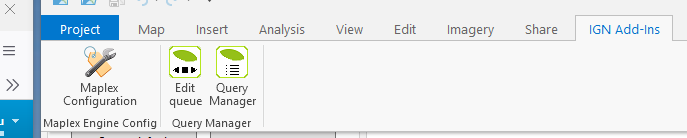 Project Map Insert Analysis View Edit Imagery Share IGN Add-Ins
Maplex Edit Query
Configuration queue Manager
Maplex Engine Config Query Manager